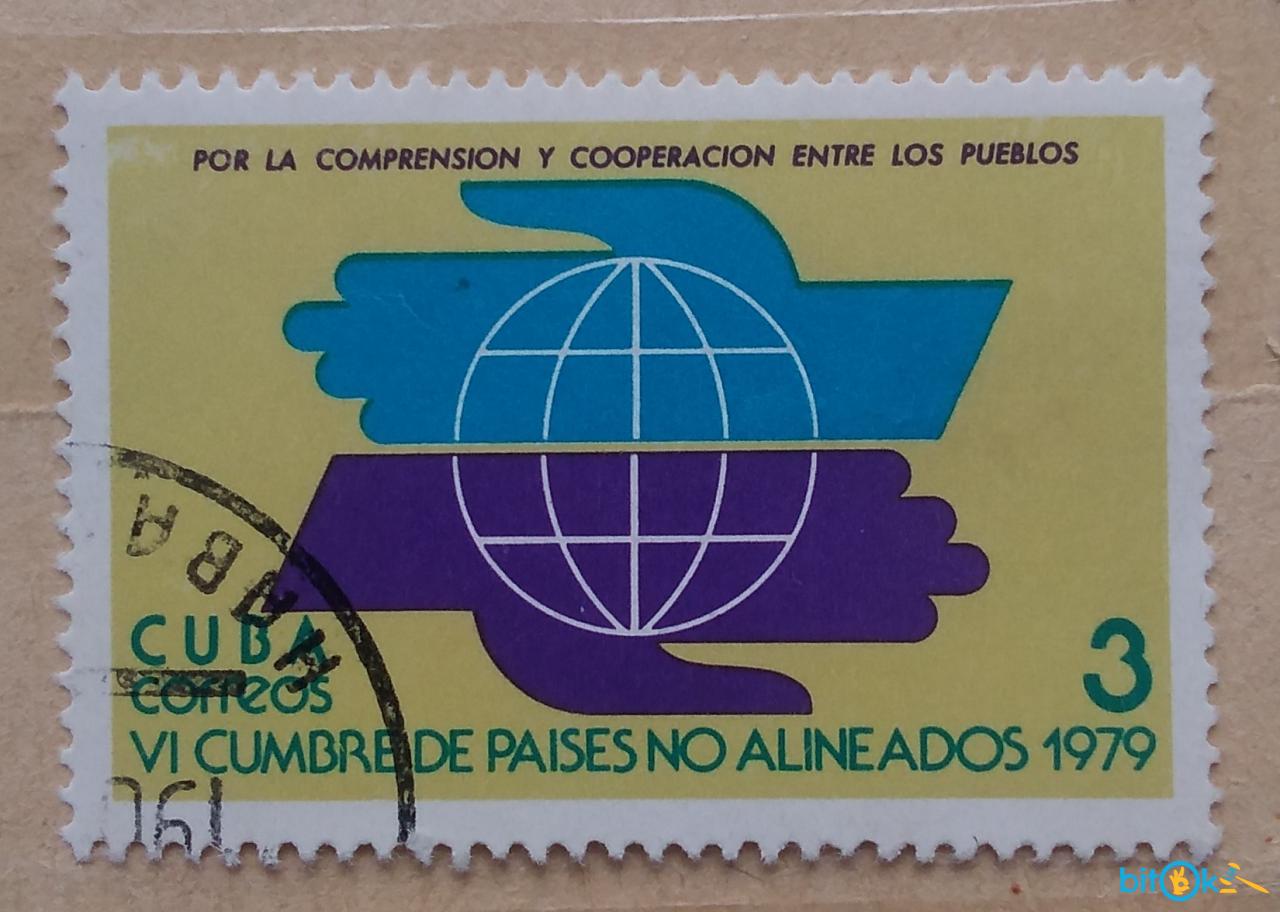 POR LA COMPRENSION Y COOPERACION ENTRE LOS PUEBLOS
CUBA
correos
3
VI CUMBRE DE PAISES NO ALINEADOS 1979
bitOk